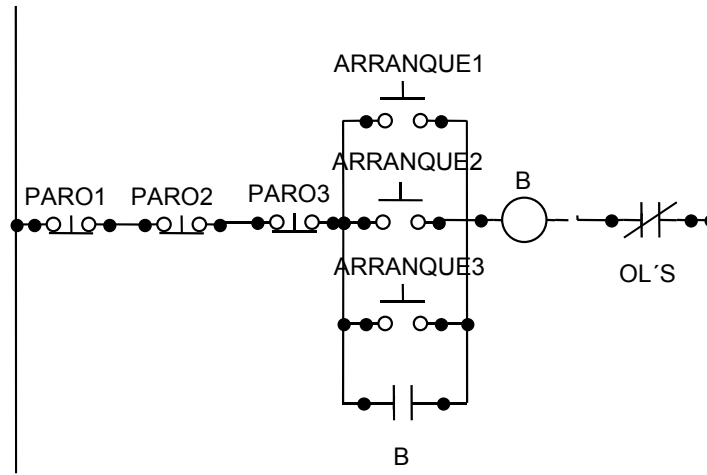 ARRANQUE1
ARRANQUE2
B
PARO1 PARO2 PARO3
ARRANQUE3
OL´S
B